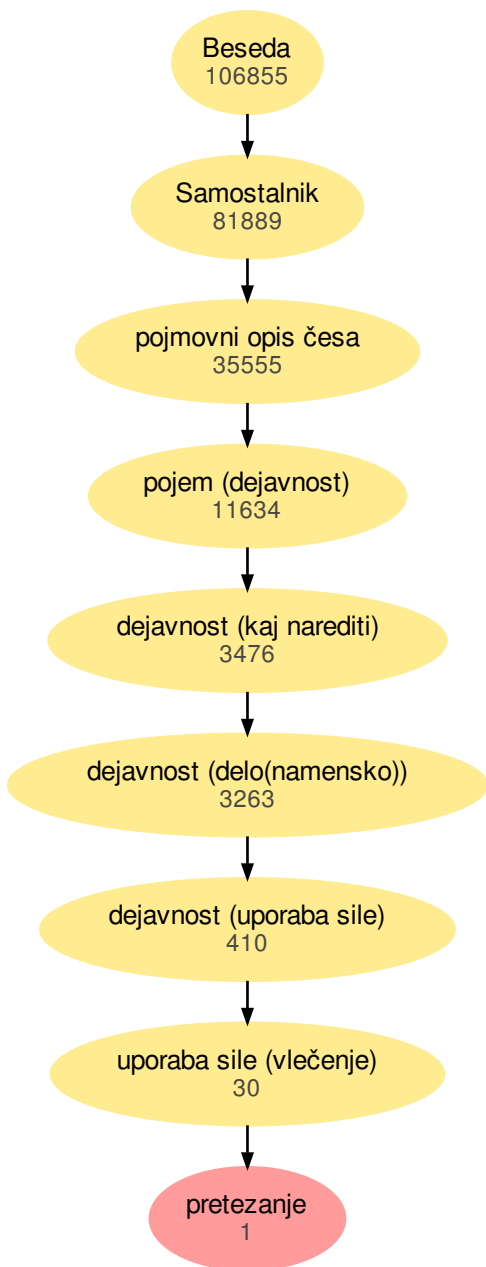 Beseda
106855
Samostalnik
81889
pojmovni opis česa
35555
pojem (dejavnost)
11634
dejavnost (kaj narediti)
3476
dejavnost (delo(namensko))
3263
dejavnost (uporaba sile)
410
uporaba sile (vlečenje)
30
pretezanje
1